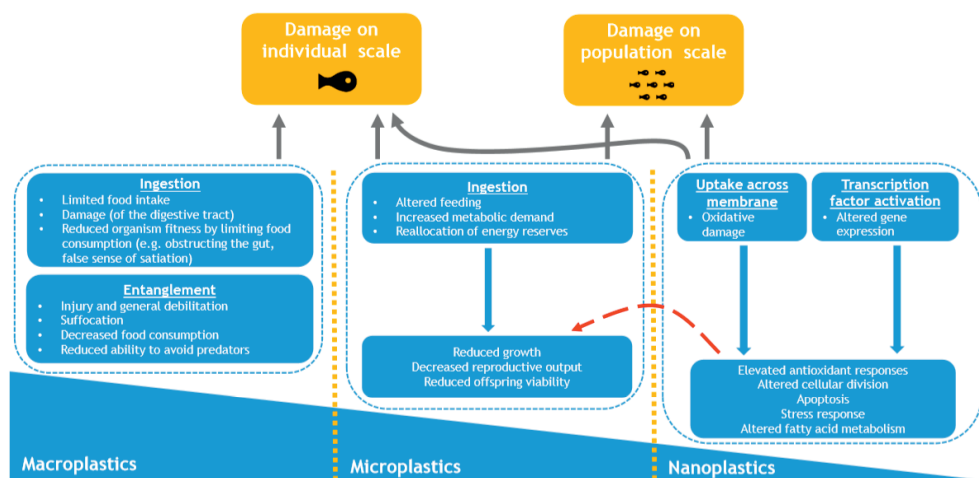 Damage on
individual scale
Damage on
population scale
Ingestion
• Limited food intake
• Damage (of the digestive tract)
• Reduced organism fitness by limiting food
consumption (e.g. obstructing the gut,
false sense of satiation)
Entanglement
• Injury and general debilitation
• Suffocation
• Decreased food consumption
• Reduced ability to avoid predators
Ingestion
• Altered feeding
• Increased metabolic demand
• Reallocation of energy reserves
Reduced growth
Decreased reproductive output
Reduced offspring viability
Uptake across
membrane
• Oxidative
damage
Transcription
factor activation
• Altered gene
expression
Elevated antioxidant responses
Altered cellular division
Apoptosis
Stress response
Altered fatty acid metabolism
Macroplastics
Microplastics
Nanoplastics